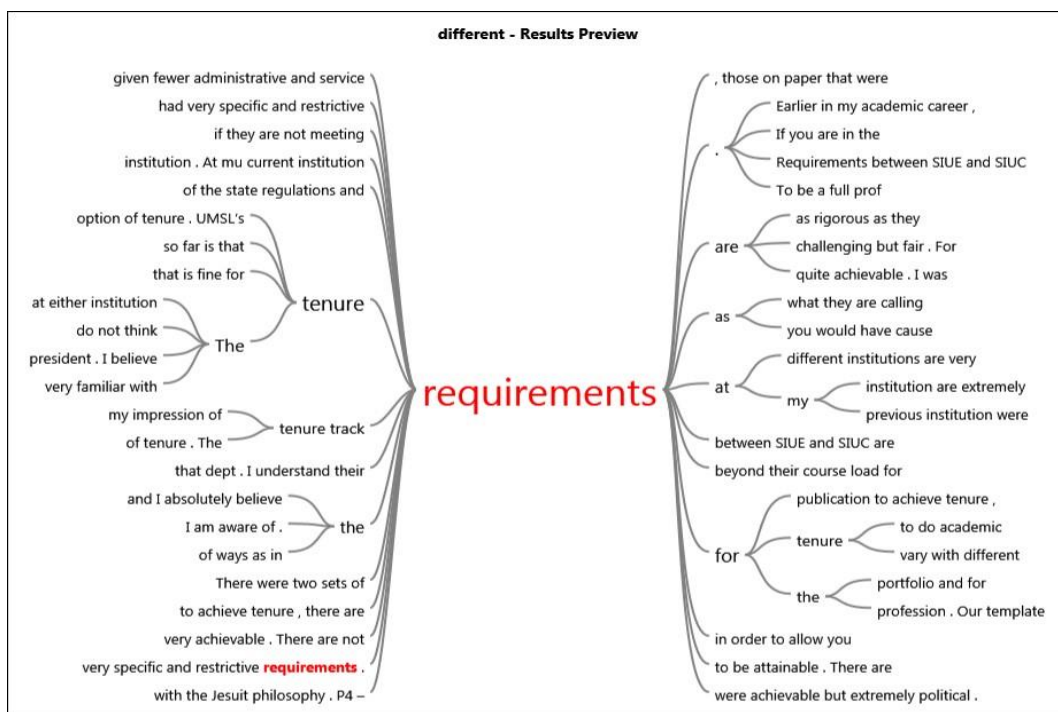 different - Results Preview
given fewer administrative and service
had very specific and restrictive
if they are not meeting
institution . At mu current institution
of the state regulations and
option of tenure . UMSL's
so far is that
that is fine for
tenure
at either institution
do not think
president . I believe
very familiar with
The
my impression of
of tenure . The
tenure track
that dept . I understand their
and I absolutely believe
I am aware of .
of ways as in
the
There were two sets of
to achieve tenure , there are
very achievable . There are not
very specific and restrictive requirements .
with the Jesuit philosophy . P4 –
requirements
, those on paper that were
.
Earlier in my academic career ,
If you are in the
Requirements between SIUE and SIUC
To be a full prof
are
as rigorous as they
challenging but fair . For
quite achievable . I was
as
what they are calling
you would have cause
at
different institutions are very
my
institution are extremely
previous institution were
between SIUE and SIUC are
beyond their course load for
for
publication to achieve tenure ,
tenure
to do academic
vary with different
the
portfolio and for
profession . Our template
in order to allow you
to be attainable . There are
were achievable but extremely political .